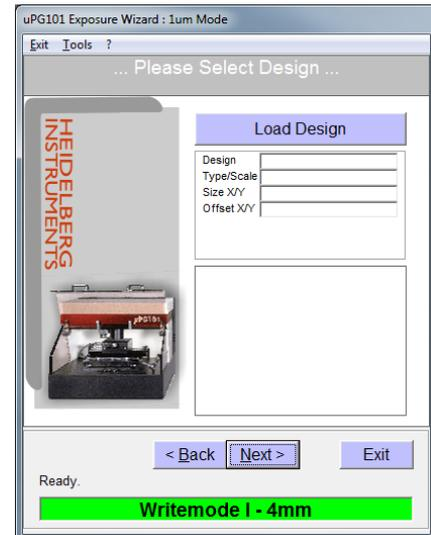 uPG101 Exposure Wizard : 1um Mode
Exit Tools ?
... Please Select Design ...
HEIDELBERG
INSTRUMENTS
µPG101
Load Design
Design
Type/Scale
Size X/Y
Offset X/Y
< Back Next > Exit
Ready.
Writemode I - 4mm